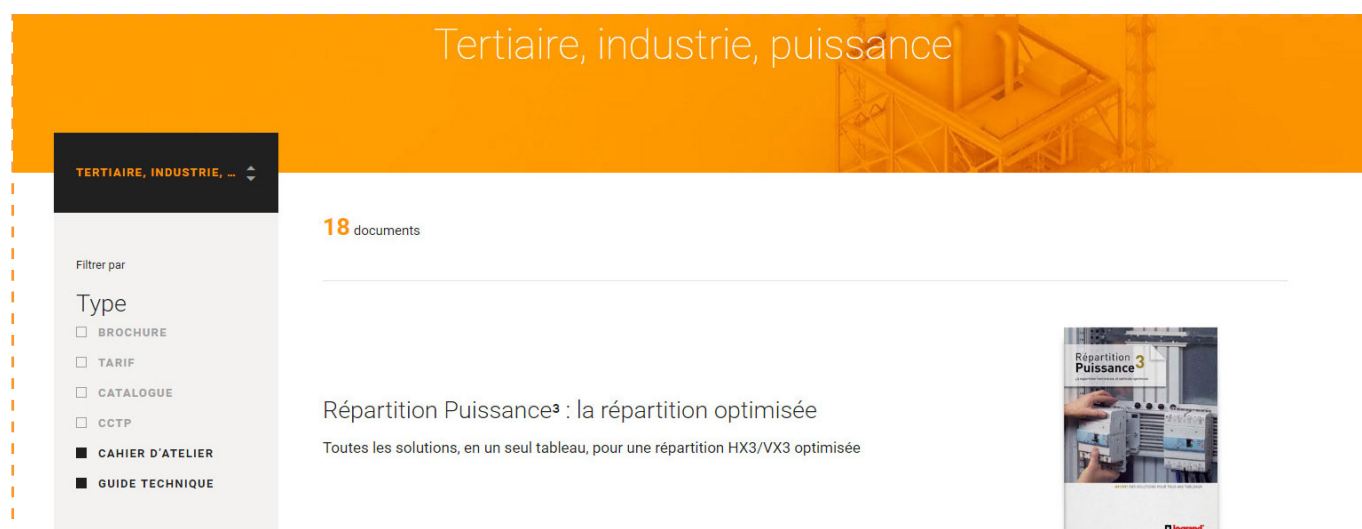 Tertiaire, industrie, puissance
TERTIAIRE, INDUSTRIE, …
18 documents
Filtrer par
Type
BROCHURE
TARIF
CATALOGUE
CCTP
CAHIER D'ATELIER
GUIDE TECHNIQUE
Répartition Puissance³ : la répartition optimisée
Toutes les solutions, en un seul tableau, pour une répartition HX3/VX3 optimisée
Répartition
Puissance3
legrand